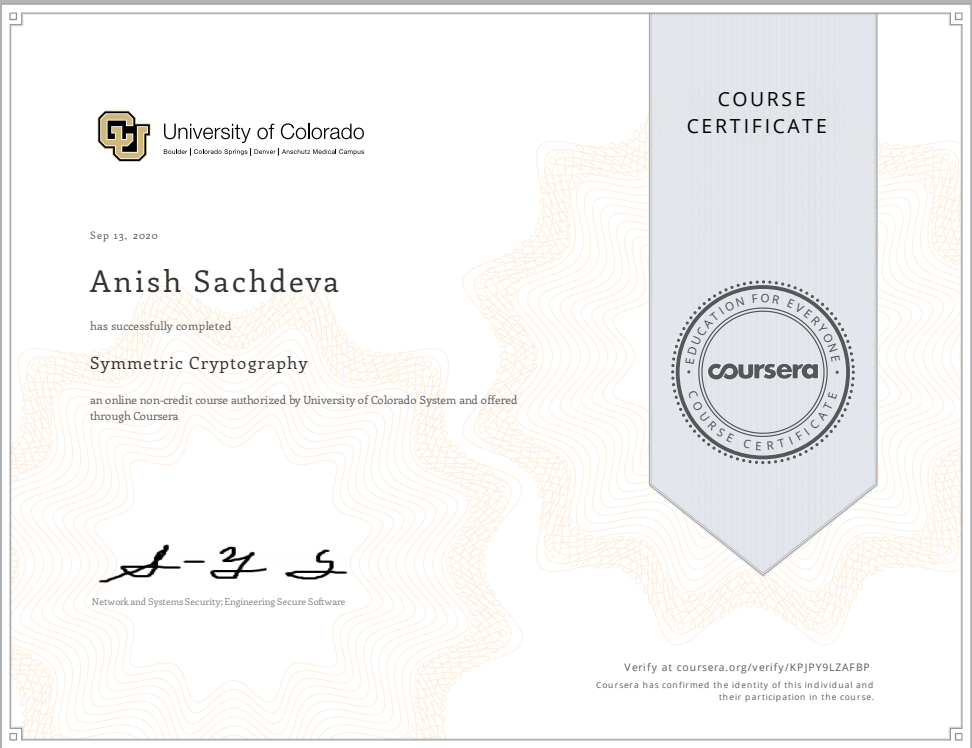 COURSE
CERTIFICATE
University of Colorado
Boulder | Colorado Springs | Denver | Anschutz Medical Campus
Sep 13, 2020
Anish Sachdeva
has successfully completed
Symmetric Cryptography
an online non-credit course authorized by University of Colorado System and offered
through Coursera
EDUCATION FOR EVERYONE
coursera
COURSE CERTIFICATE
Network and Systems Security; Engineering Secure Software
Verify at coursera.org/verify/KPJPY9LZAFBP
Coursera has confirmed the identity of this individual and
their participation in the course.